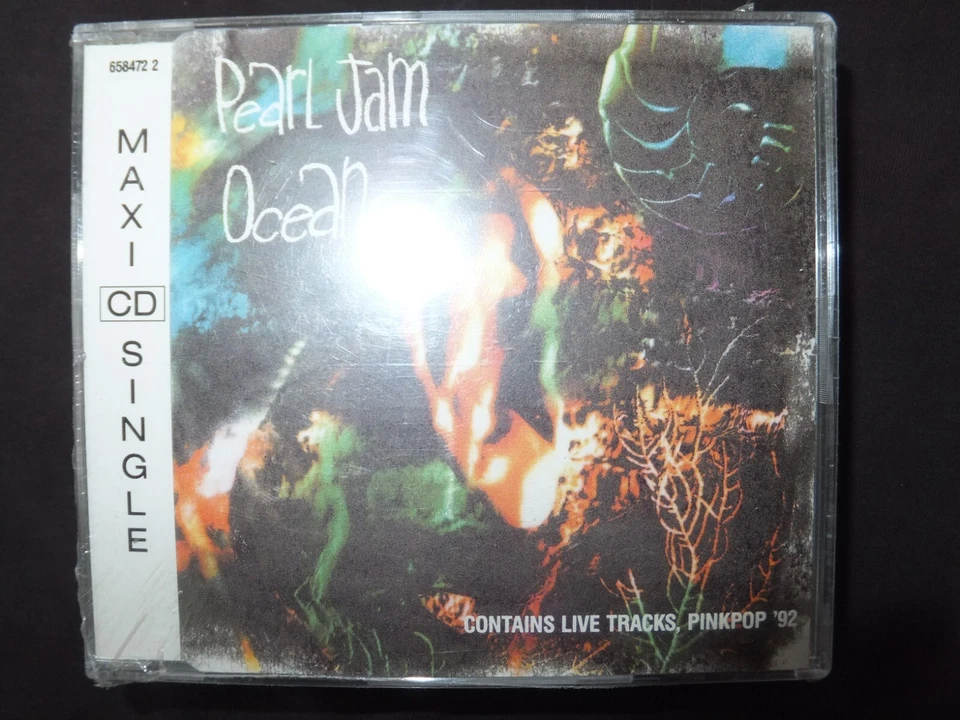 658472 2
MAXI CD SINGLE
Pearl Jam
Ocean
CONTAINS LIVE TRACKS, PINKPOP '92